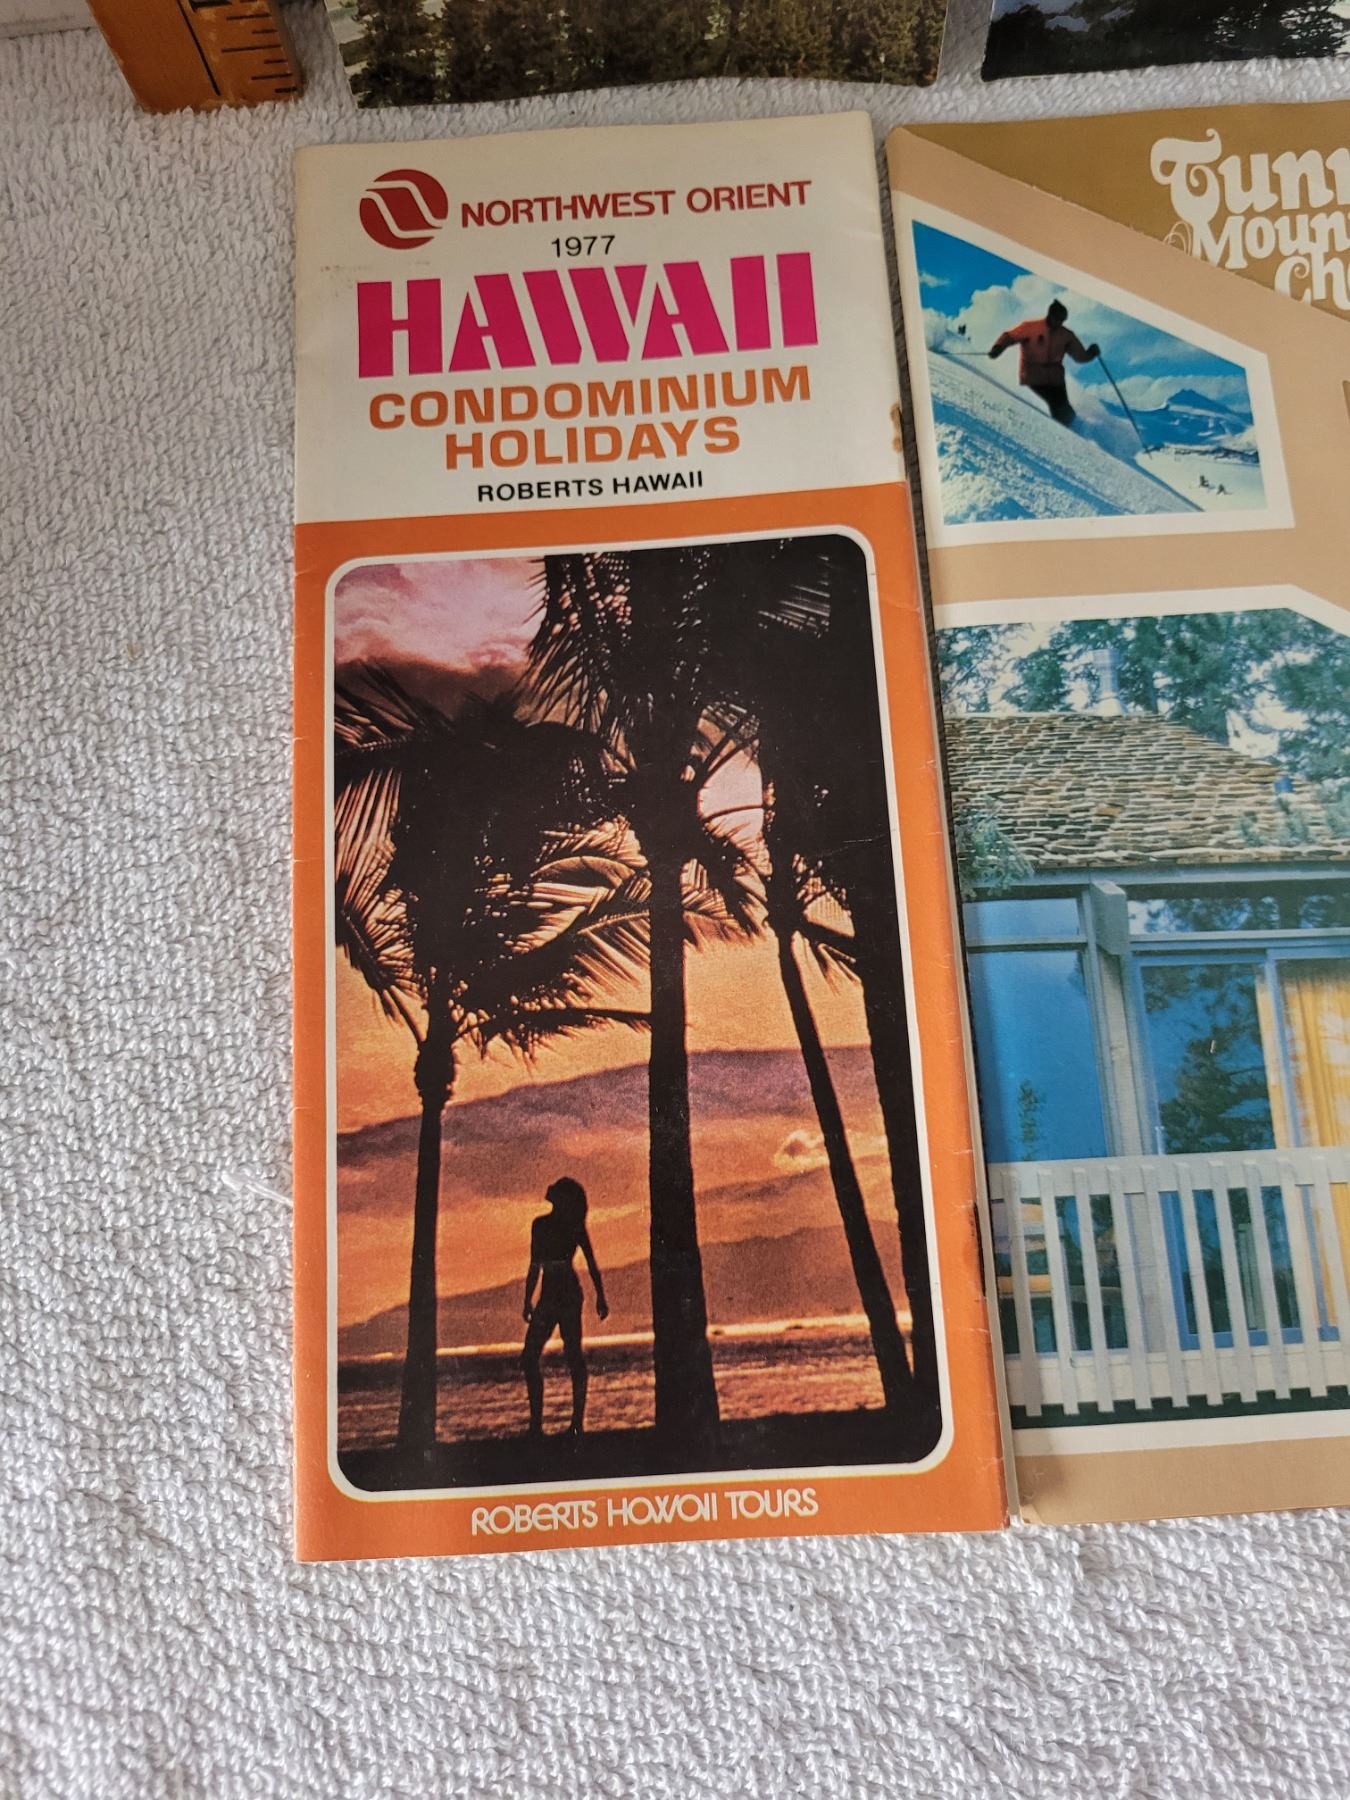 NORTHWEST ORIENT
1977
HAWAII
CONDOMINIUM
HOLIDAYS
ROBERTS HAWAII
ROBERTS HAWAII TOURS